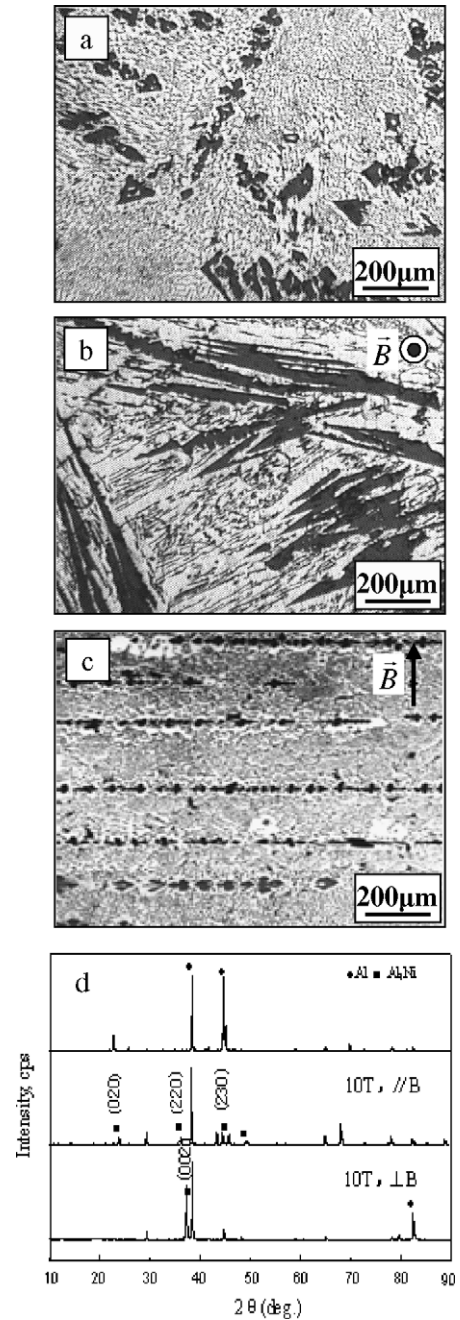 a
200μm
b
B⃗
200μm
c
B⃗
200μm
d
Al Al₃Ni
10T, //B
(020)
(220)
(230)
(002)
10T, ⊥B
Intensity, cps
10 20 30 40 50 60 70 80 90
2 θ (deg.)